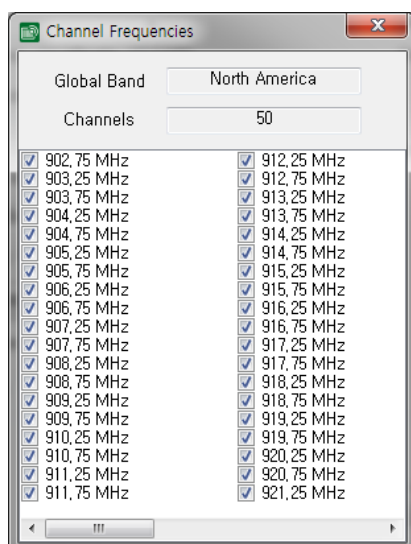 Channel Frequencies
Global Band North America
Channels 50
902,75 MHz 912,25 MHz
903,25 MHz 912,75 MHz
903,75 MHz 913,25 MHz
904,25 MHz 913,75 MHz
904,75 MHz 914,25 MHz
905,25 MHz 914,75 MHz
905,75 MHz 915,25 MHz
906,25 MHz 915,75 MHz
906,75 MHz 916,25 MHz
907,25 MHz 916,75 MHz
907,75 MHz 917,25 MHz
908,25 MHz 917,75 MHz
908,75 MHz 918,25 MHz
909,25 MHz 918,75 MHz
909,75 MHz 919,25 MHz
910,25 MHz 919,75 MHz
910,75 MHz 920,25 MHz
911,25 MHz 920,75 MHz
911,75 MHz 921,25 MHz